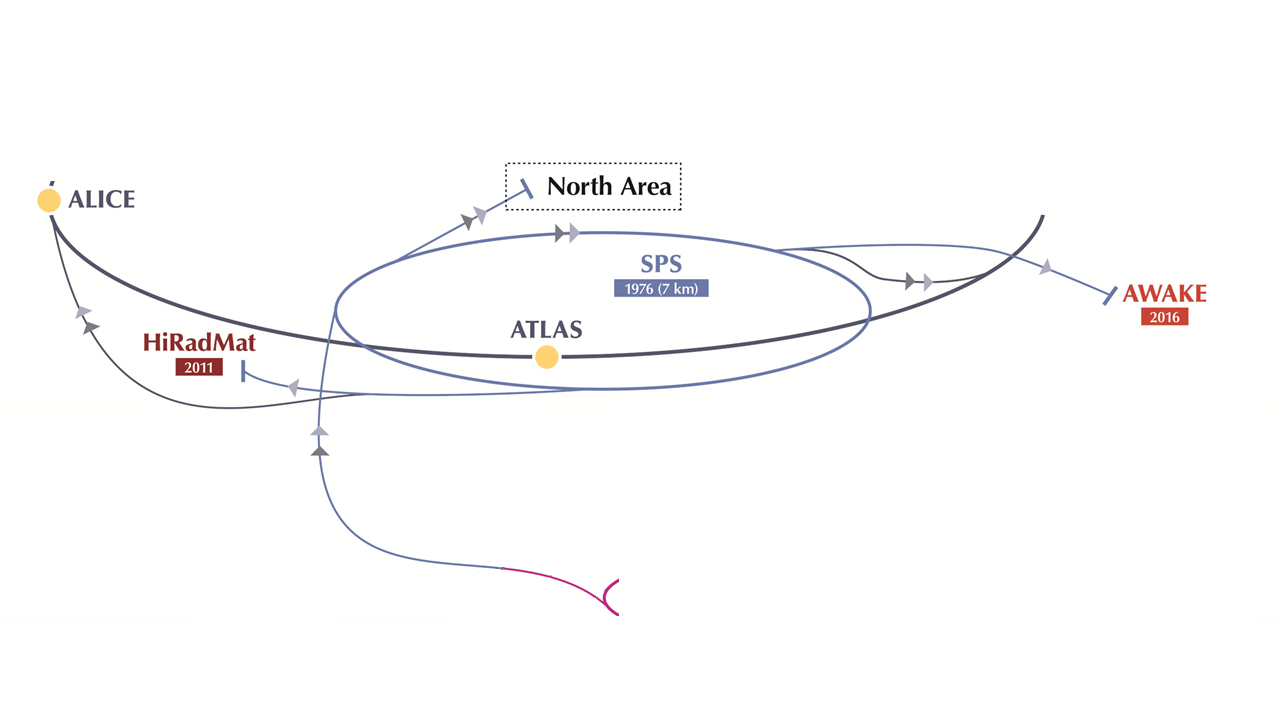 North Area
ALICE
SPS
1976 (7 km)
AWAKE
2016
ATLAS
HiRadMat
2011